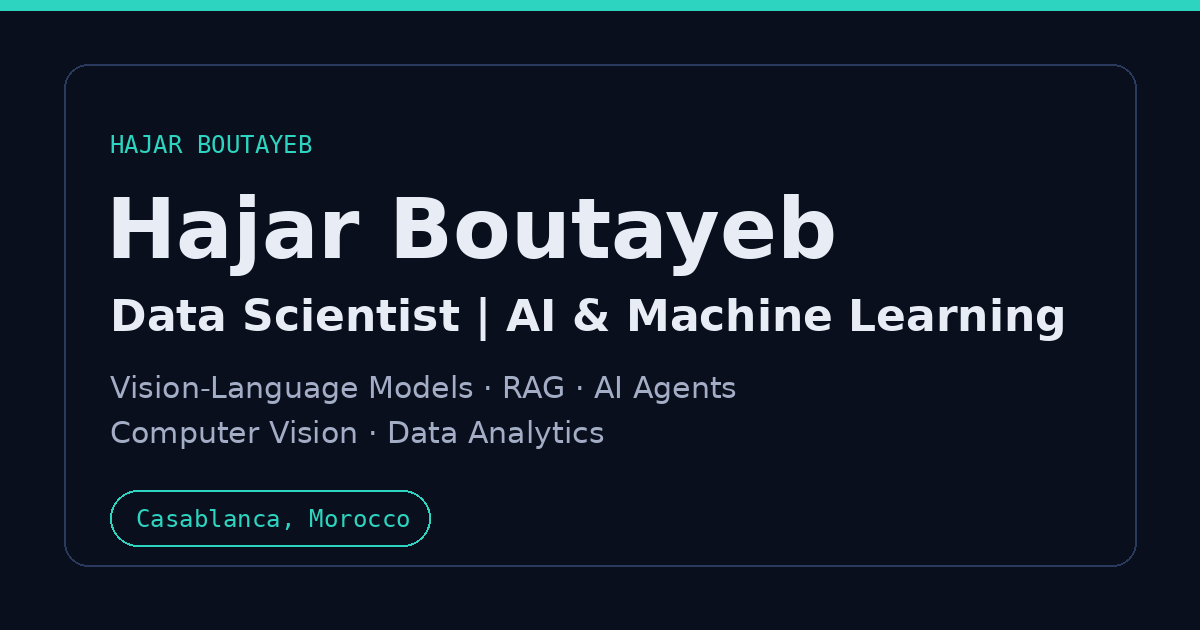 HAJAR BOUTAYEB
Hajar Boutayeb
Data Scientist | AI & Machine Learning
Vision-Language Models · RAG · AI Agents
Computer Vision · Data Analytics
Casablanca, Morocco